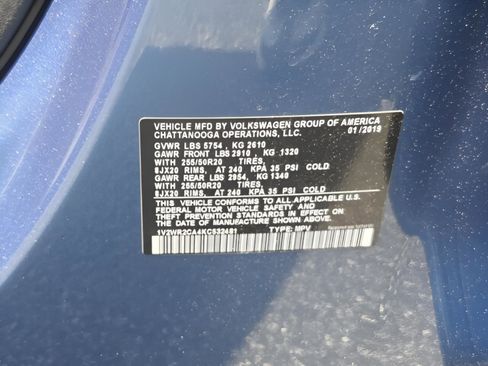 VEHICLE MFD BY VOLKSWAGEN GROUP OF AMERICA
CHATTANOOGA OPERATIONS, LLC. 01/2019
GVWR LBS 5754 , KG 2610
GAWR FRONT LBS 2910 , KG 1320
WITH 255/50R20 TIRES,
8JX20 RIMS, AT 240 KPA 35 PSI COLD
GAWR REAR LBS 2954, KG 1340
WITH 255/50R20 TIRES,
8JX20 RIMS, AT 240 KPA 35 PSI COLD
THIS VEHICLE CONFORMS TO ALL APPLICABLE U.S.
FEDERAL MOTOR VEHICLE SAFETY AND
THEFT PREVENTION STANDARDS IN EFFECT ON
THE DATE OF MANUFACTURE SHOWN ABOVE
1V2WR2CA4KC532481 TYPE: MPV